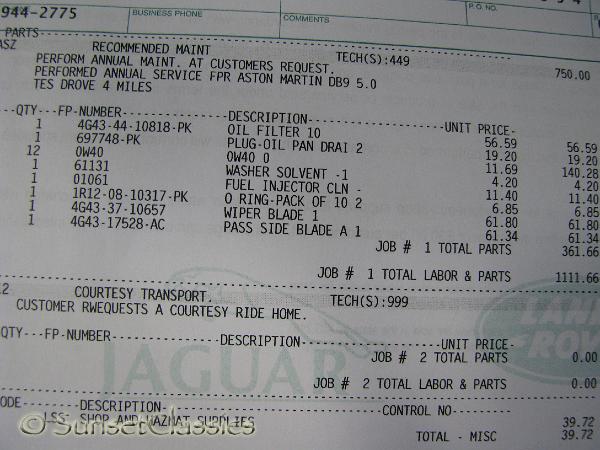 944-2775
BUSINESS PHONE
COMMENTS
P.O. NO.
PARTS
ASZ RECOMMENDED MAINT TECH(S):449
PERFORM ANNUAL MAINT. AT CUSTOMERS REQUEST. 750.00
PERFORMED ANNUAL SERVICE FPR ASTON MARTIN DB9 5.0
TES DROVE 4 MILES
QTY---FP-NUMBER---------------DESCRIPTION--------------------UNIT PRICE-
1 4G43-44-10818-PK OIL FILTER 10 56.59 56.59
1 697748-PK PLUG-OIL PAN DRAI 2 19.20 19.20
12 0W40 0W40 0 11.69 140.28
1 61131 WASHER SOLVENT -1 4.20 4.20
1 01061 FUEL INJECTOR CLN - 11.40 11.40
1 1R12-08-10317-PK O RING-PACK OF 10 2 6.85 6.85
1 4G43-37-10657 WIPER BLADE 1 61.80 61.80
1 4G43-17528-AC PASS SIDE BLADE A 1 61.34 61.34
JOB # 1 TOTAL PARTS 361.66
JOB # 1 TOTAL LABOR & PARTS 1111.66
2 COURTESY TRANSPORT. TECH(S):999
CUSTOMER RWEQUESTS A COURTESY RIDE HOME.
QTY---FP-NUMBER---------------DESCRIPTION--------------------UNIT PRICE-
JOB # 2 TOTAL PARTS 0.00
JOB # 2 TOTAL LABOR & PARTS 0.00
JAGUAR
LAND ROVER
ODE------DESCRIPTION---------------------------CONTROL NO-------
LSS SHOP AND HAZMAT SUPPLIES 39.72
TOTAL - MISC 39.72
© SunsetClassics